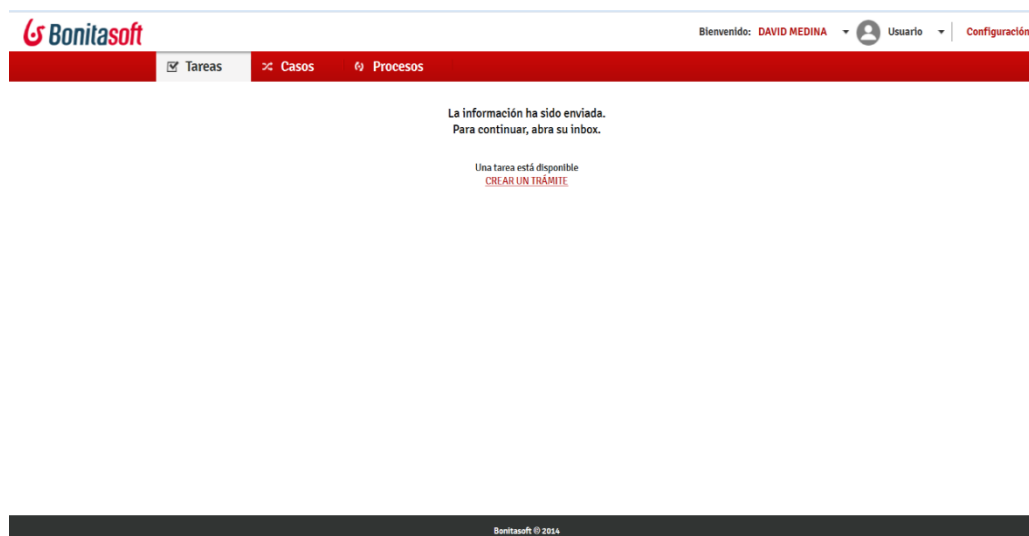 Bonitasoft
Bienvenido: DAVID MEDINA Usuario Configuración
Tareas Casos Procesos
La información ha sido enviada.
Para continuar, abra su inbox.
Una tarea está disponible
CREAR UN TRÁMITE
Bonitasoft © 2014